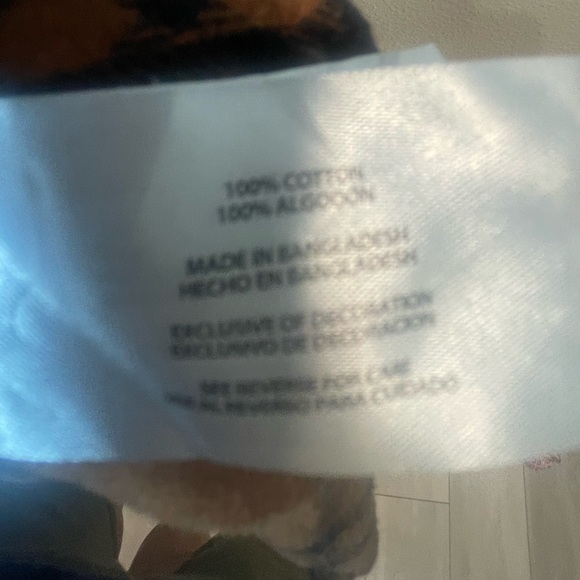 100% COTTON
100% ALGODON
MADE IN BANGLADESH
HECHO EN BANGLADESH
EXCLUSIVE OF DECORATION
EXCLUSIVO DE DECORACION
SEE REVERSE FOR CARE
VEA AL REVERSO PARA CUIDADO